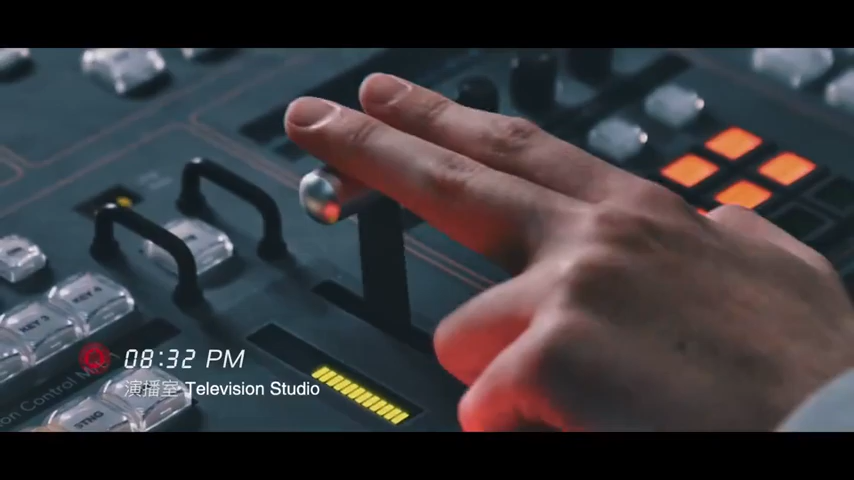 KEY 4
KEY 3
08:32 PM
演播室 Television Studio
STNG